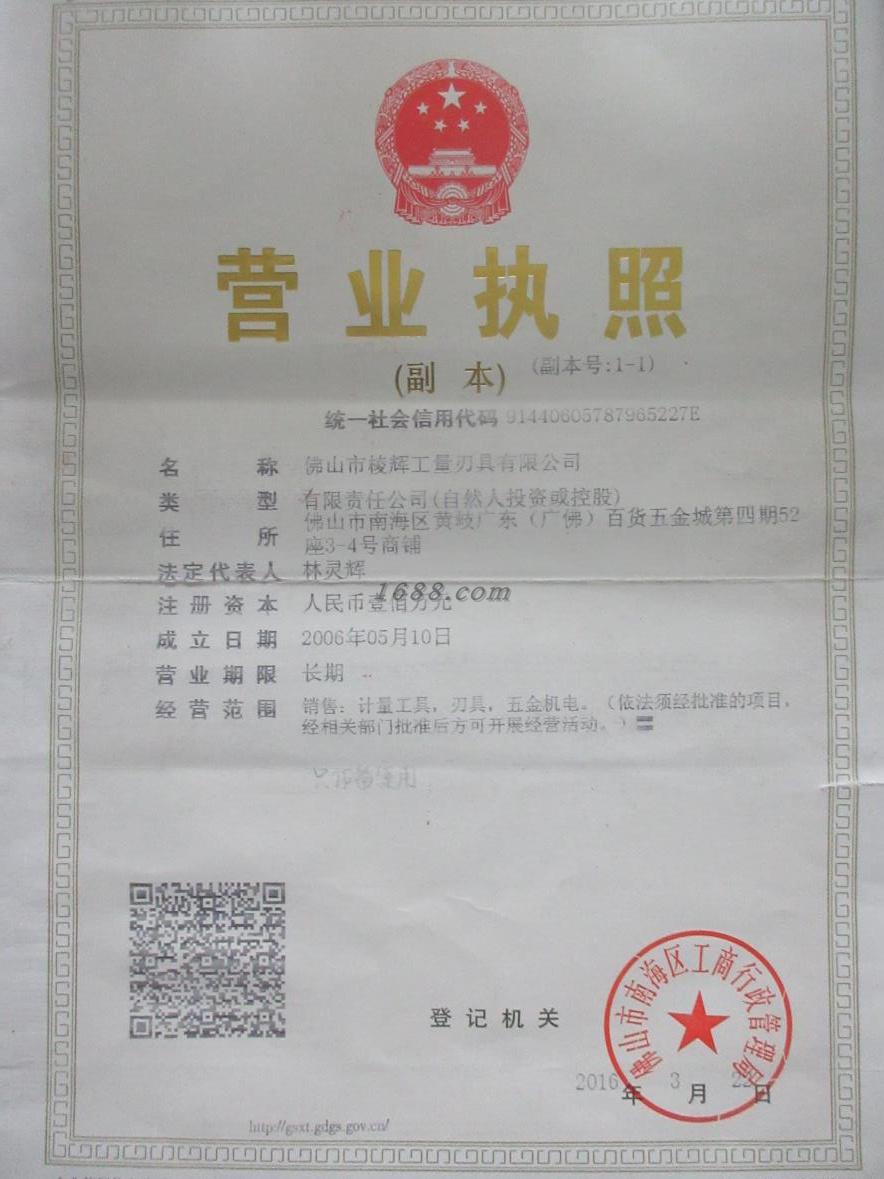 营业执照
(副 本)
(副本号:1-1)
统一社会信用代码 91440605787965227E
名 称 佛山市棱辉工量刃具有限公司
类 型 有限责任公司(自然人投资或控股)
住 所 佛山市南海区黄岐广东(广佛)百货五金城第四期52
座3-4号商铺
法定代表人 林灵辉
注册资本 人民币壹佰万元
1688.com
成立日期 2006年05月10日
营业期限 长期
经营范围 销售:计量工具,刃具,五金机电。(依法须经批准的项目,
经相关部门批准后方可开展经营活动。)
登记机关
佛山市南海区工商行政管理局
2016年 3月 22日
http://gsxt.gdgs.gov.cn/